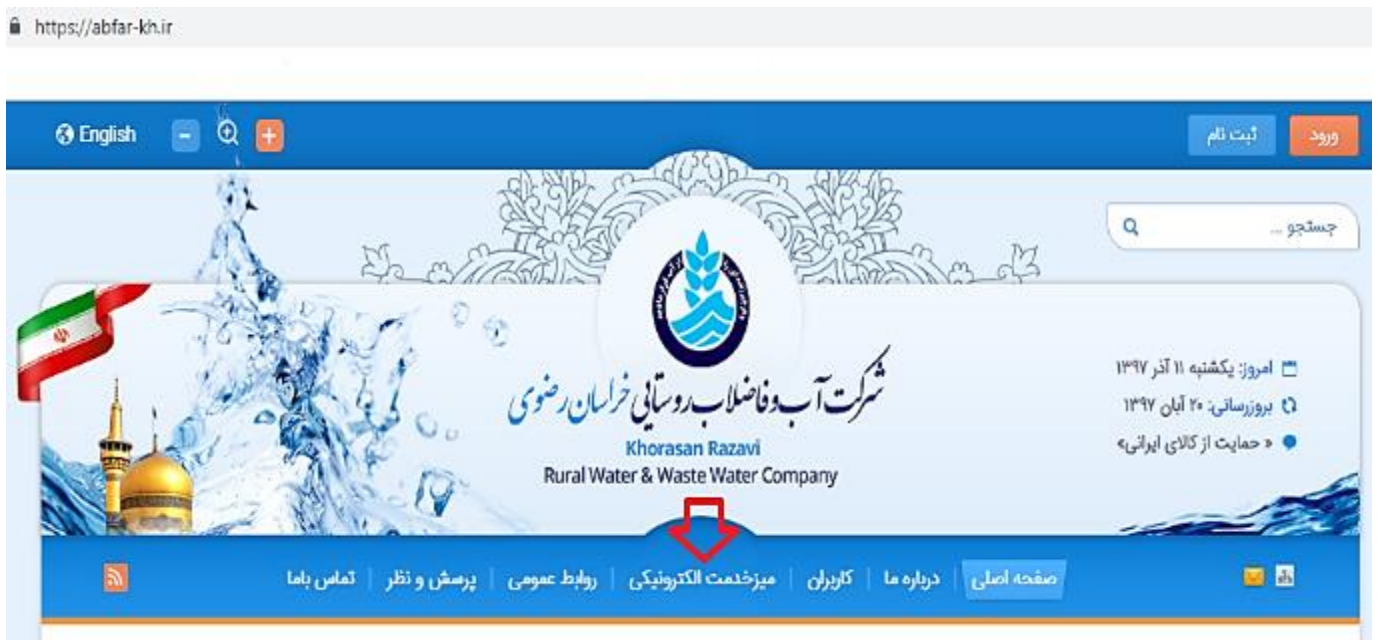 https://abfar-kh.ir
ورود ثبت نام + - English
جستجو ...
شرکت آب و فاضلاب روستائی خراسان رضوی
Khorasan Razavi
Rural Water & Waste Water Company
امروز: یکشنبه ۱۱ آذر ۱۳۹۷
بروزرسانی: ۲۰ آبان ۱۳۹۷
« حمایت از کالای ایرانی»
صفحه اصلی | درباره ما | کاربران | میزخدمت الکترونیکی | روابط عمومی | پرسش و نظر | تماس باما